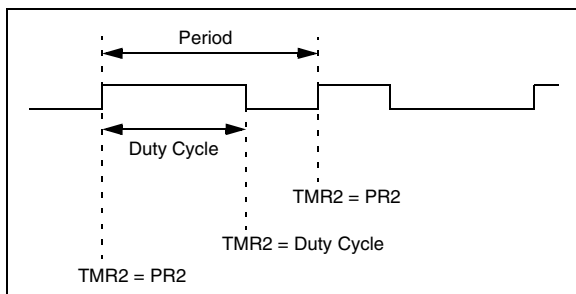 Period
Duty Cycle
TMR2 = PR2
TMR2 = Duty Cycle
TMR2 = PR2